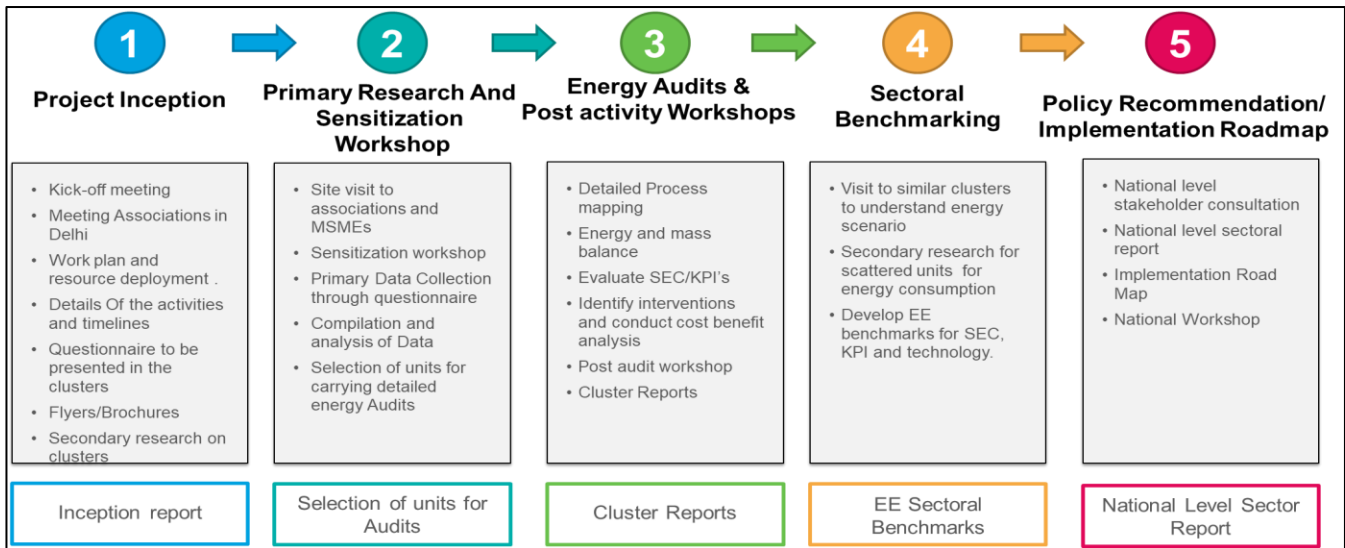 1
Project Inception
• Kick-off meeting
• Meeting Associations in
Delhi
• Work plan and
resource deployment .
• Details Of the activities
and timelines
• Questionnaire to be
presented in the
clusters
• Flyers/Brochures
• Secondary research on
clusters
Inception report
2
Primary Research And
Sensitization
Workshop
• Site visit to
associations and
MSMEs
• Sensitization workshop
• Primary Data Collection
through questionnaire
• Compilation and
analysis of Data
• Selection of units for
carrying detailed
energy Audits
Selection of units for
Audits
3
Energy Audits &
Post activity Workshops
• Detailed Process
mapping
• Energy and mass
balance
• Evaluate SEC/KPI's
• Identify interventions
and conduct cost benefit
analysis
• Post audit workshop
• Cluster Reports
Cluster Reports
4
Sectoral
Benchmarking
• Visit to similar clusters
to understand energy
scenario
• Secondary research for
scattered units for
energy consumption
• Develop EE
benchmarks for SEC,
KPI and technology.
EE Sectoral
Benchmarks
5
Policy Recommendation/
Implementation Roadmap
• National level
stakeholder consultation
• National level sectoral
report
• Implementation Road
Map
• National Workshop
National Level Sector
Report